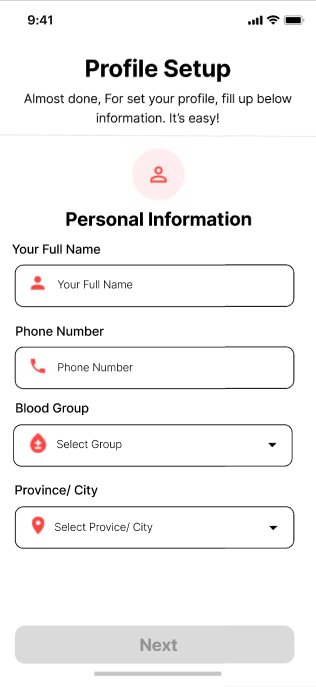 9:41
Profile Setup
Almost done, For set your profile, fill up below
information. It's easy!
Personal Information
Your Full Name
Your Full Name
Phone Number
Phone Number
Blood Group
Select Group
Province/ City
Select Provice/ City
Next